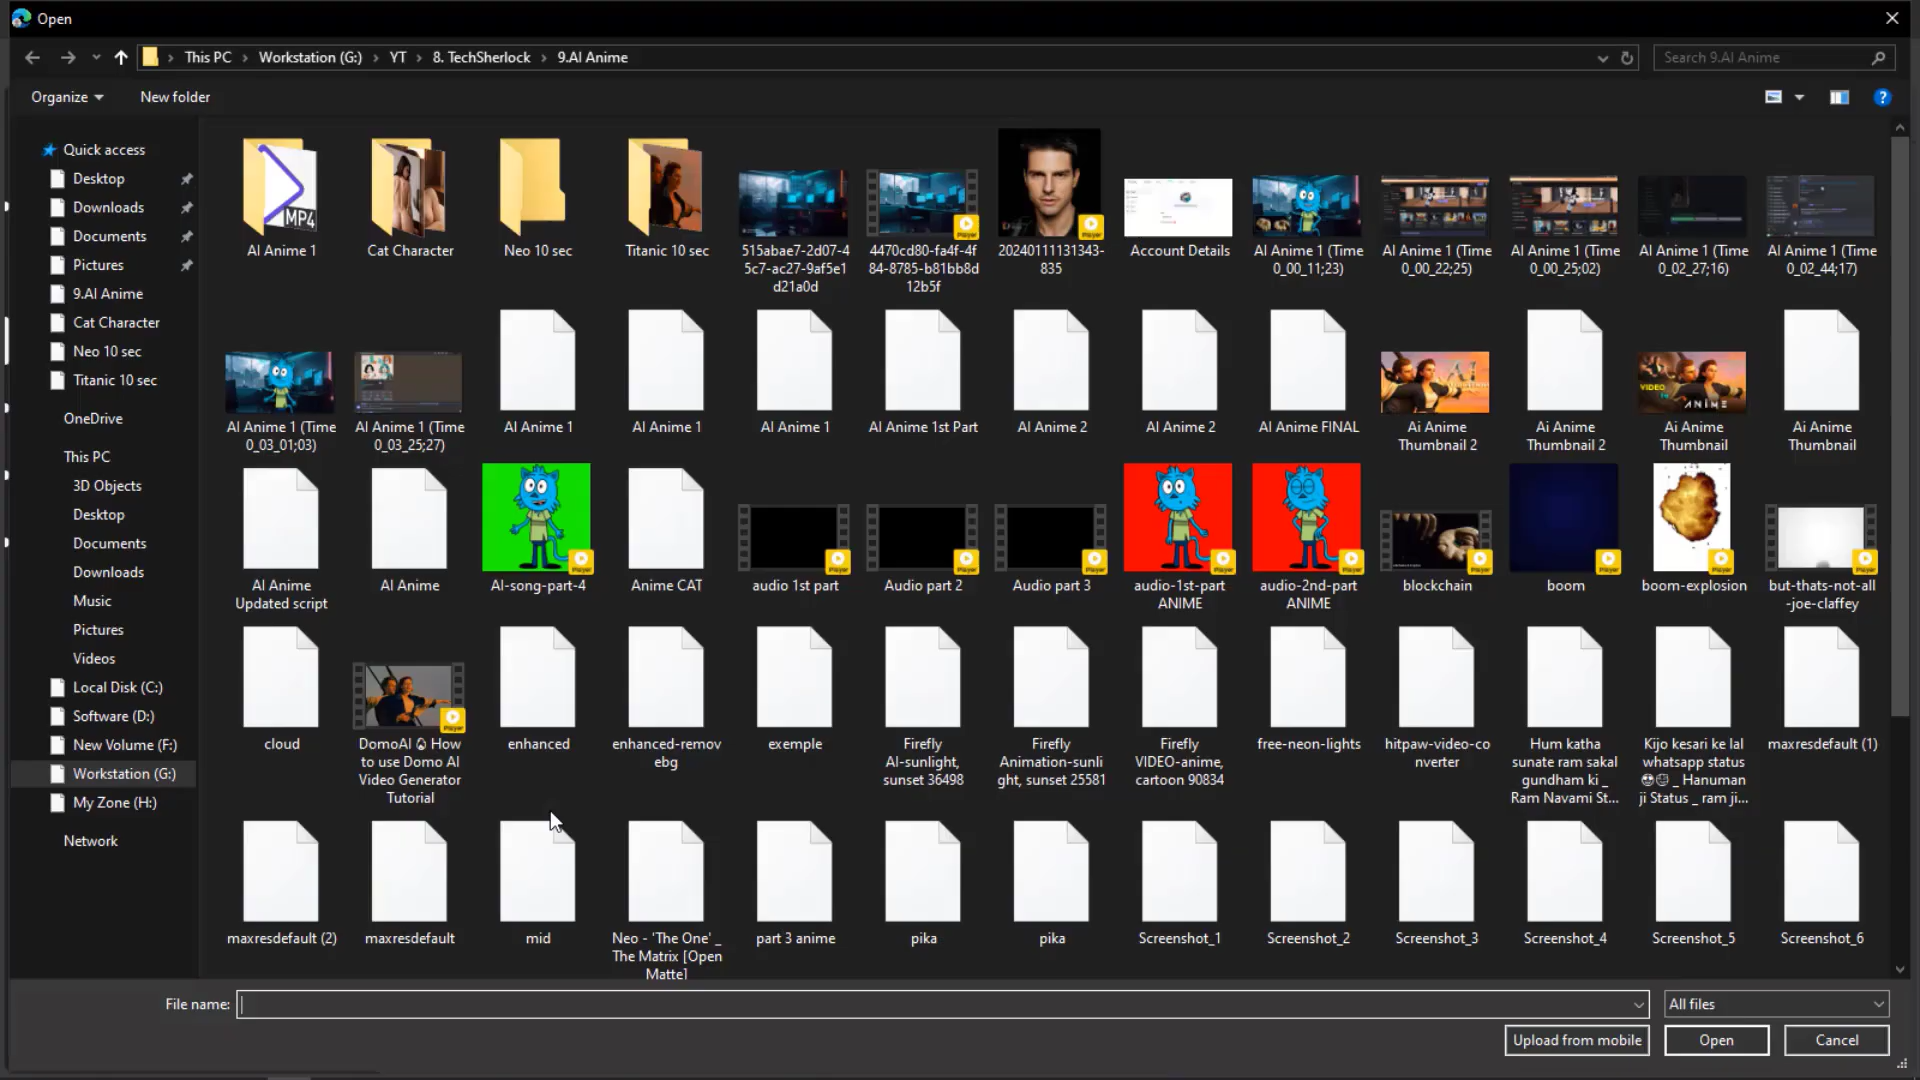 Open
This PC > Workstation (G:) > YT > 8. TechSherlock > 9.AI Anime
Search 9.AI Anime
Organize
New folder
Quick access
Desktop
Downloads
Documents
Pictures
9.AI Anime
Cat Character
Neo 10 sec
Titanic 10 sec
OneDrive
This PC
3D Objects
Desktop
Documents
Downloads
Music
Pictures
Videos
Local Disk (C:)
Software (D:)
New Volume (F:)
Workstation (G:)
My Zone (H:)
Network
MP4
AI Anime 1
Cat Character
Neo 10 sec
Titanic 10 sec
515abae7-2d07-4
5c7-ac27-9af5e1
d21a0d
4470cd80-fa4f-4f
84-8785-b81bb8d
12b5f
20240111131343-
835
Account Details
AI Anime 1 (Time
0_00_11;23)
AI Anime 1 (Time
0_00_22;25)
AI Anime 1 (Time
0_00_25;02)
AI Anime 1 (Time
0_02_27;16)
AI Anime 1 (Time
0_02_44;17)
AI Anime 1 (Time
0_03_01;03)
AI Anime 1 (Time
0_03_25;27)
AI Anime 1
AI Anime 1
AI Anime 1
AI Anime 1st Part
AI Anime 2
AI Anime 2
AI Anime FINAL
Ai Anime
Thumbnail 2
Ai Anime
Thumbnail 2
VIDEO
ANIME
Ai Anime
Thumbnail
Ai Anime
Thumbnail
AI Anime
Updated script
AI Anime
AI-song-part-4
Anime CAT
audio 1st part
Audio part 2
Audio part 3
audio-1st-part
ANIME
audio-2nd-part
ANIME
blockchain
boom
boom-explosion
but-thats-not-all
-joe-claffey
cloud
DomoAI How
to use Domo AI
Video Generator
Tutorial
enhanced
enhanced-remov
ebg
exemple
Firefly
AI-sunlight,
sunset 36498
Firefly
Animation-sunli
ght, sunset 25581
Firefly
VIDEO-anime,
cartoon 90834
free-neon-lights
hitpaw-video-co
nverter
Hum katha
sunate ram sakal
gundham ki _
Ram Navami St...
Kijo kesari ke lal
whatsapp status
_ Hanuman
ji Status _ ram ji...
maxresdefault (1)
maxresdefault (2)
maxresdefault
mid
Neo - 'The One' _
The Matrix [Open
Matte]
part 3 anime
pika
pika
Screenshot_1
Screenshot_2
Screenshot_3
Screenshot_4
Screenshot_5
Screenshot_6
File name:
All files
Upload from mobile
Open
Cancel